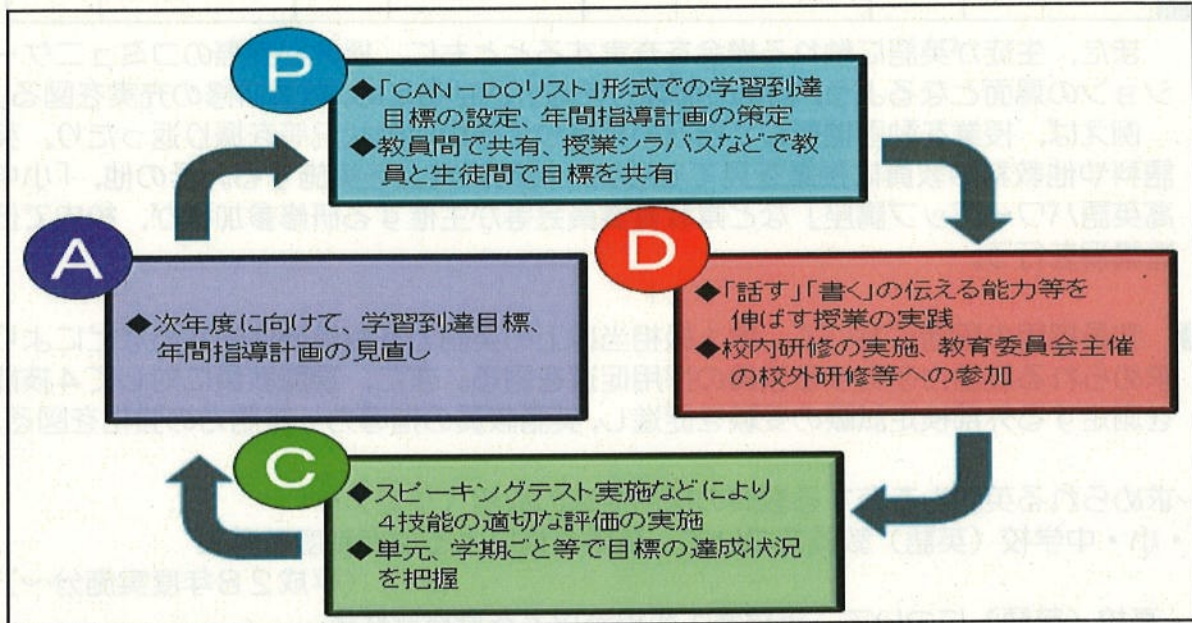 P
◆「CAN－DOリスト」形式での学習到達
目標の設定、年間指導計画の策定
◆教員間で共有、授業シラバスなどで教
員と生徒間で目標を共有
D
◆「話す」「書く」の伝える能力等を
伸ばす授業の実践
◆校内研修の実施、教育委員会主催
の校外研修等への参加
C
◆スピーキングテスト実施などにより
4技能の適切な評価の実施
◆単元、学期ごと等で目標の達成状況
を把握
A
◆次年度に向けて、学習到達目標、
年間指導計画の見直し